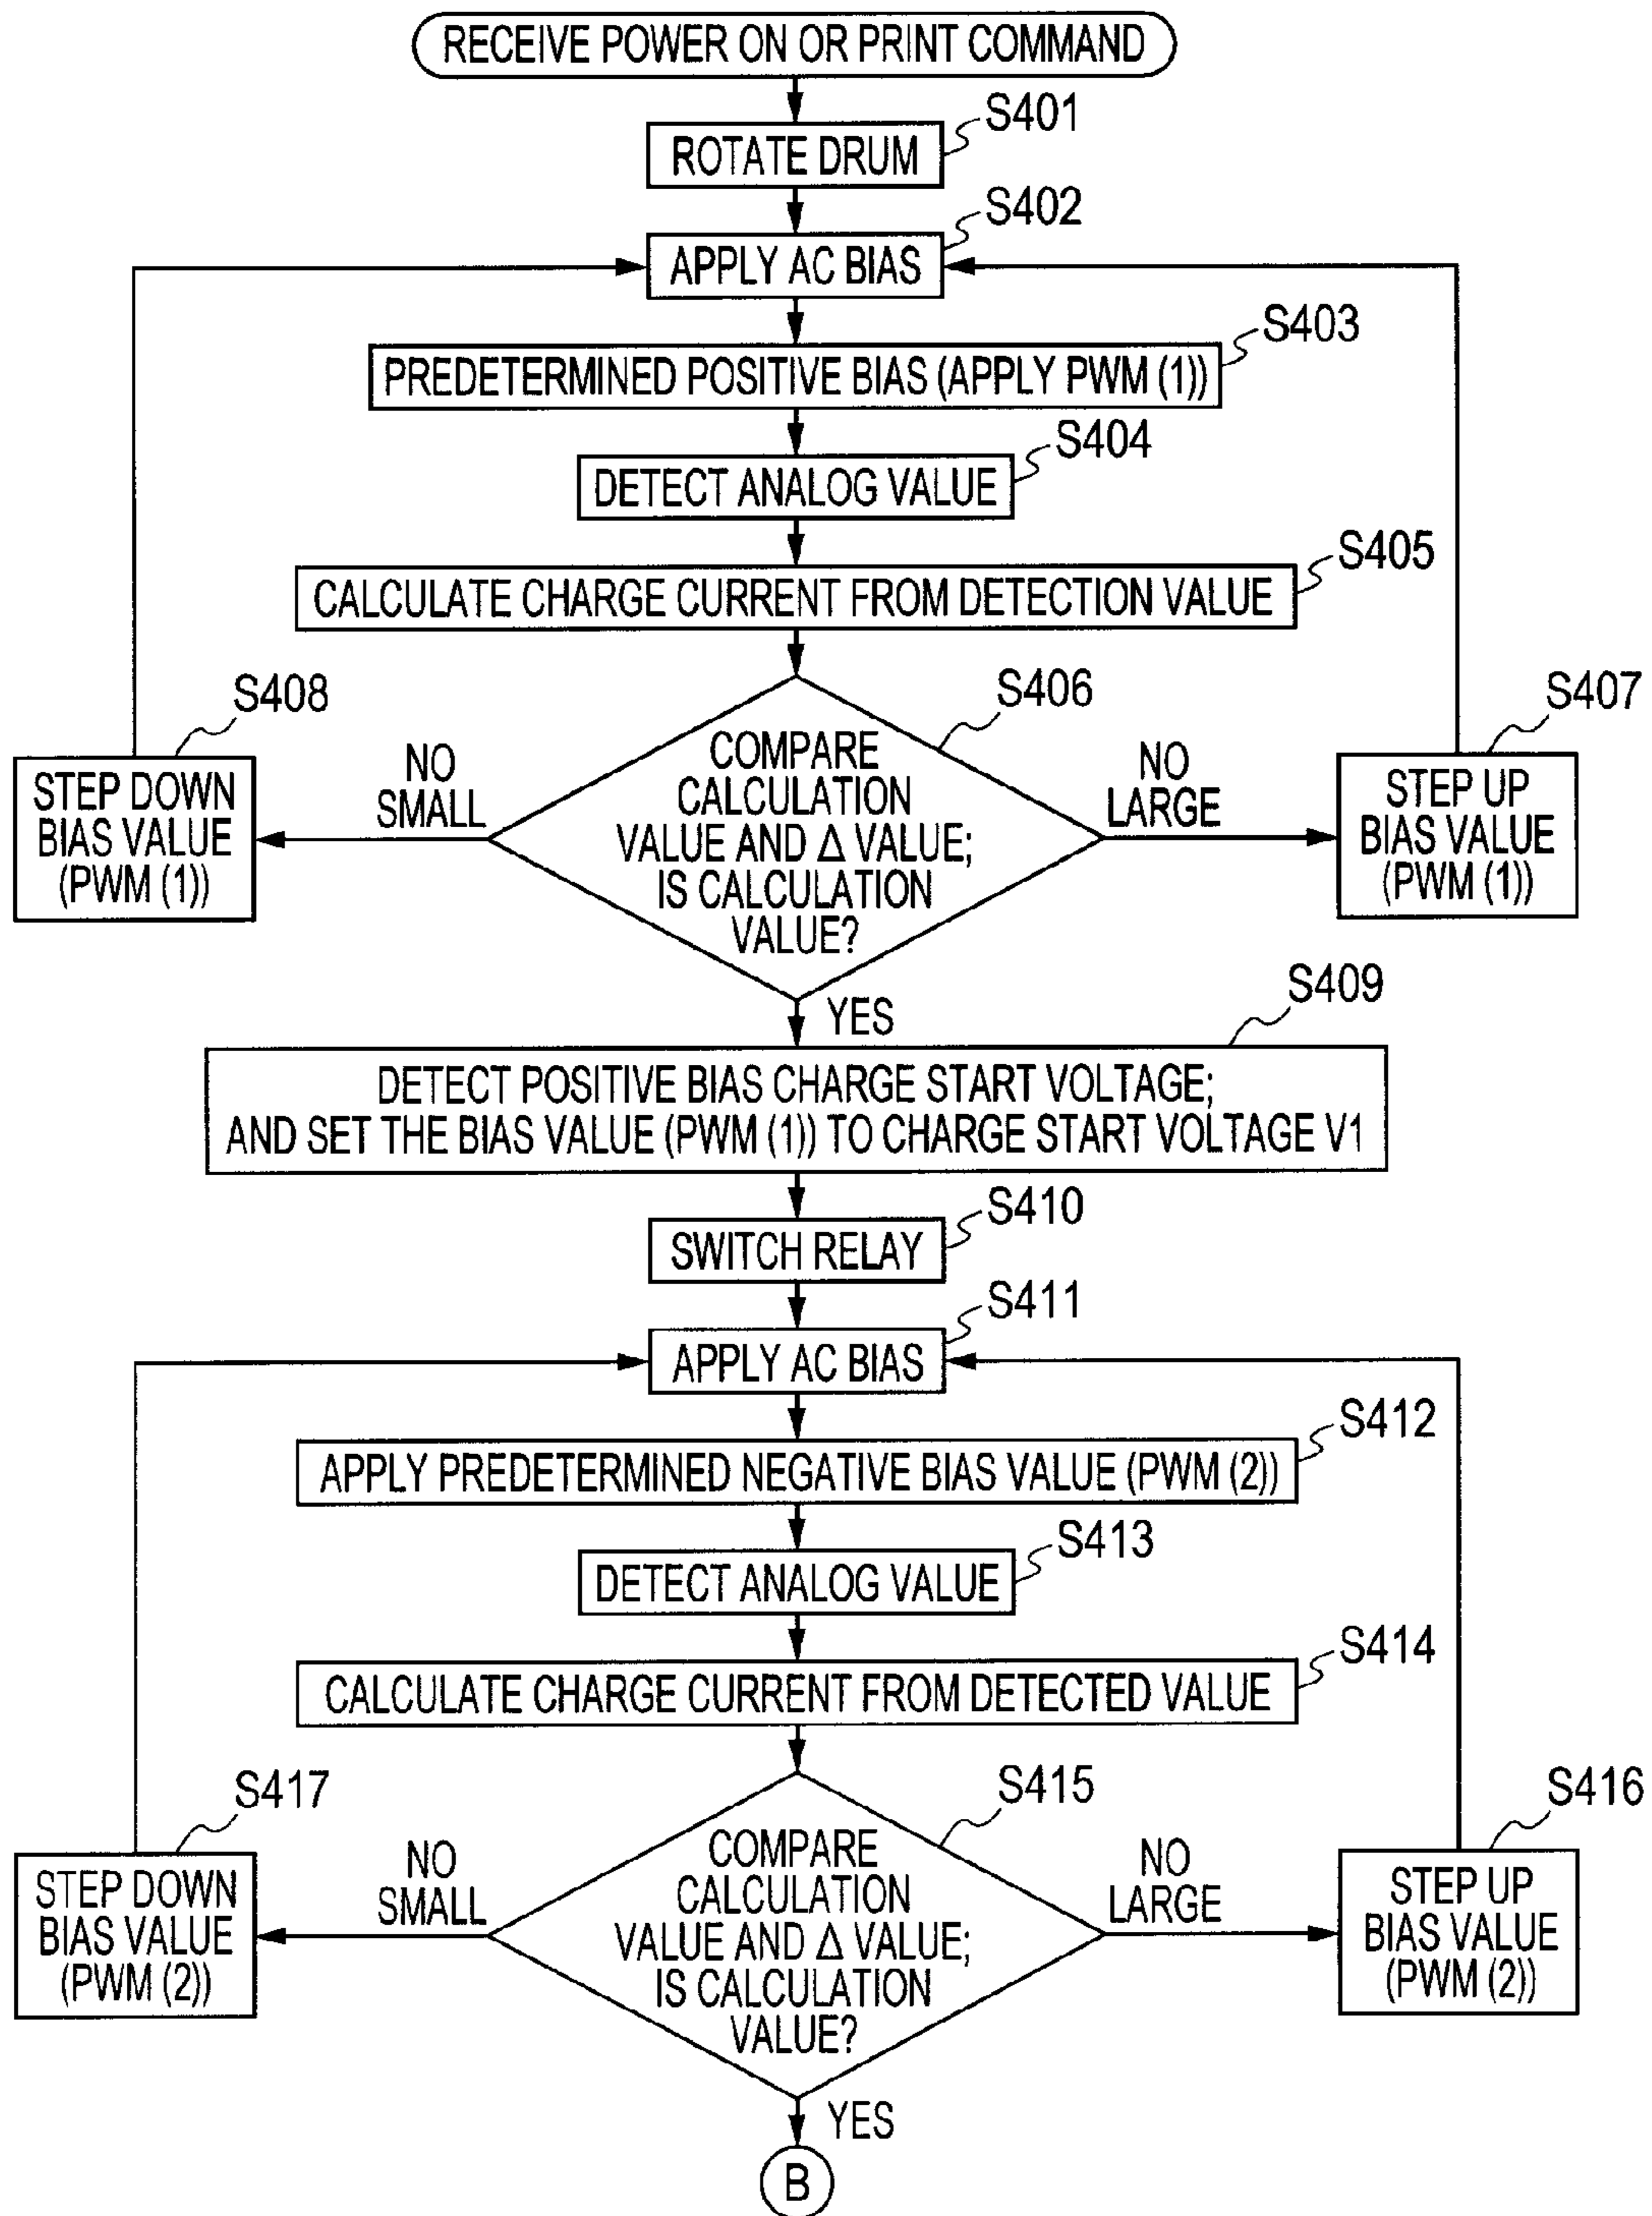 RECEIVE POWER ON OR PRINT COMMAND
S401
ROTATE DRUM
S402
APPLY AC BIAS
S403
PREDETERMINED POSITIVE BIAS (APPLY PWM (1))
S404
DETECT ANALOG VALUE
S405
CALCULATE CHARGE CURRENT FROM DETECTION VALUE
S408
STEP DOWN
BIAS VALUE
(PWM (1))
NO
SMALL
S406
COMPARE
CALCULATION
VALUE AND Δ VALUE;
IS CALCULATION
VALUE?
NO
LARGE
S407
STEP UP
BIAS VALUE
(PWM (1))
YES
S409
DETECT POSITIVE BIAS CHARGE START VOLTAGE;
AND SET THE BIAS VALUE (PWM (1)) TO CHARGE START VOLTAGE V1
S410
SWITCH RELAY
S411
APPLY AC BIAS
S412
APPLY PREDETERMINED NEGATIVE BIAS VALUE (PWM (2))
S413
DETECT ANALOG VALUE
S414
CALCULATE CHARGE CURRENT FROM DETECTED VALUE
S417
STEP DOWN
BIAS VALUE
(PWM (2))
NO
SMALL
S415
COMPARE
CALCULATION
VALUE AND Δ VALUE;
IS CALCULATION
VALUE?
NO
LARGE
S416
STEP UP
BIAS VALUE
(PWM (2))
YES
B